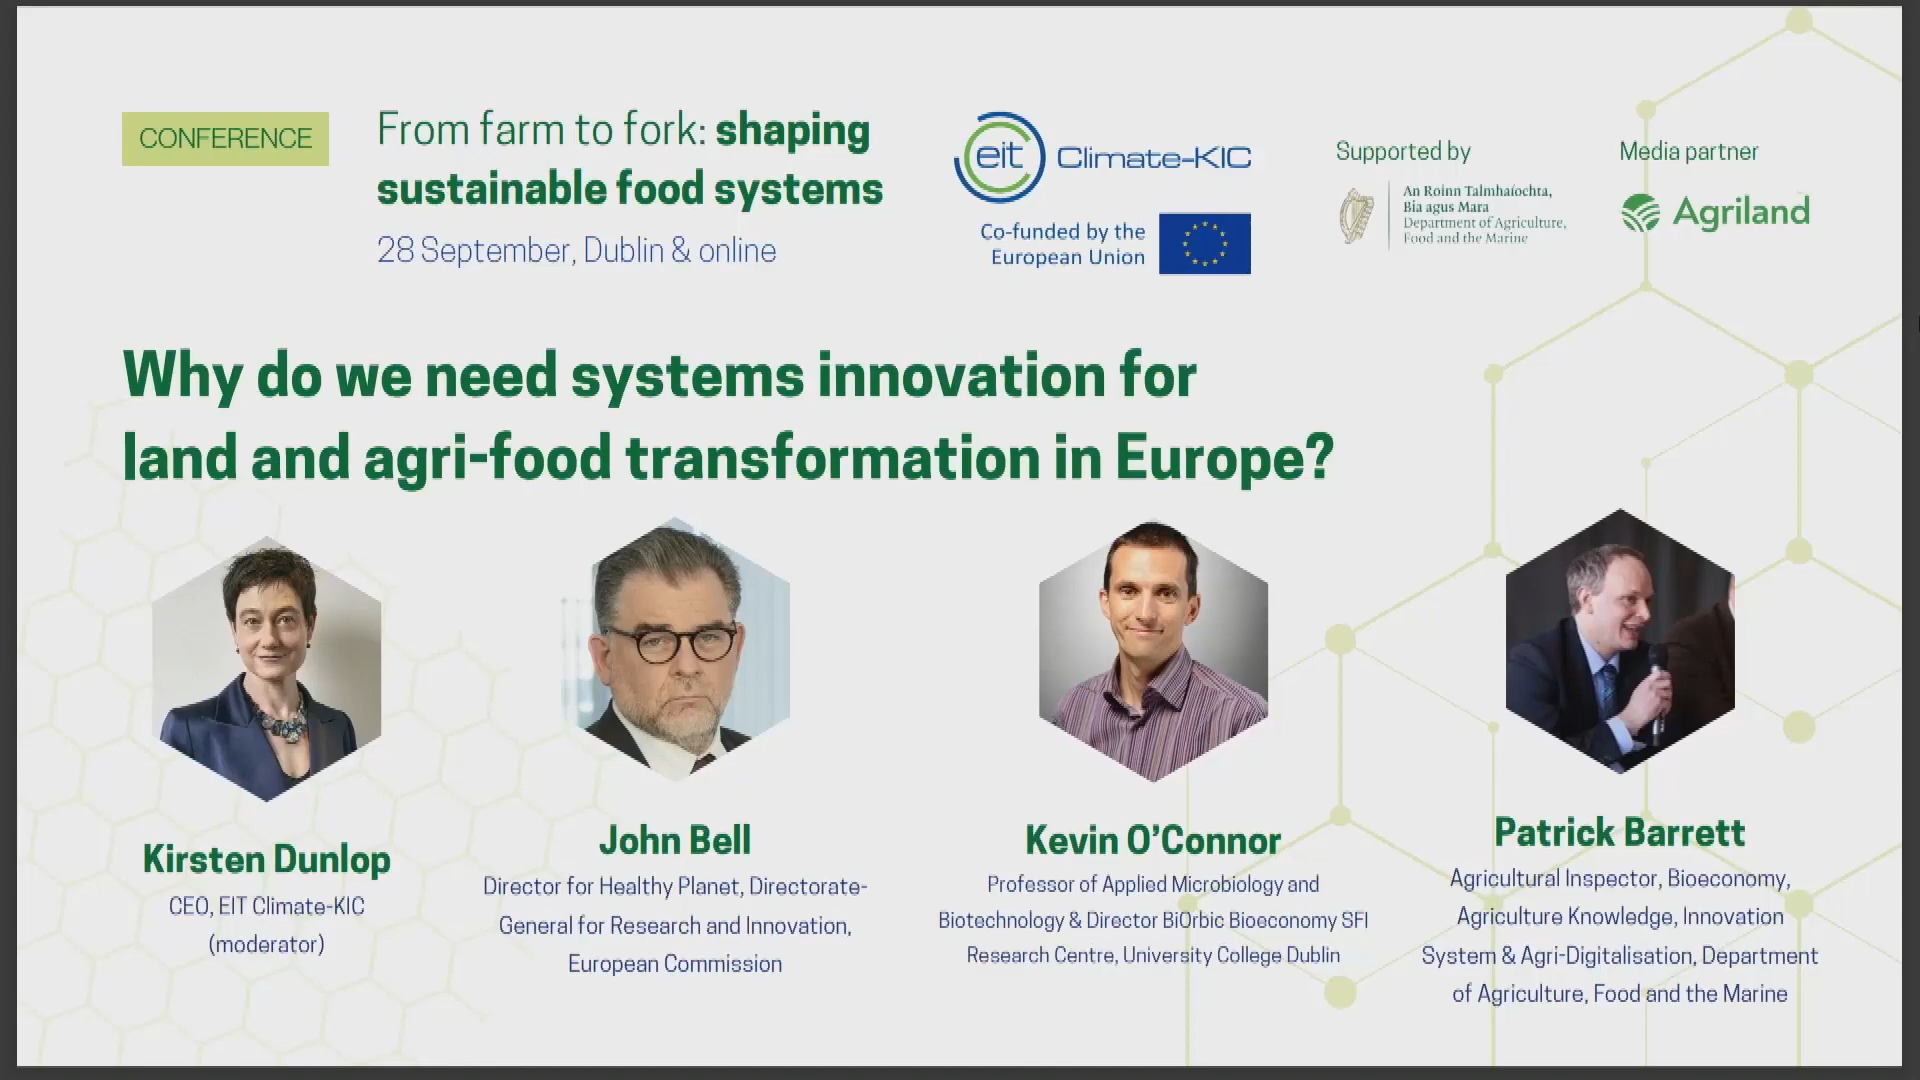 CONFERENCE
From farm to fork: shaping
sustainable food systems
28 September, Dublin & online
eit Climate-KIC
Co-funded by the
European Union
Supported by
An Roinn Talmhaíochta,
Bia agus Mara
Department of Agriculture,
Food and the Marine
Media partner
Agriland
Why do we need systems innovation for
land and agri-food transformation in Europe?
Kirsten Dunlop
CEO, EIT Climate-KIC
(moderator)
John Bell
Director for Healthy Planet, Directorate-
General for Research and Innovation,
European Commission
Kevin O'Connor
Professor of Applied Microbiology and
Biotechnology & Director BiOrbic Bioeconomy SFI
Research Centre, University College Dublin
Patrick Barrett
Agricultural Inspector, Bioeconomy,
Agriculture Knowledge, Innovation
System & Agri-Digitalisation, Department
of Agriculture, Food and the Marine